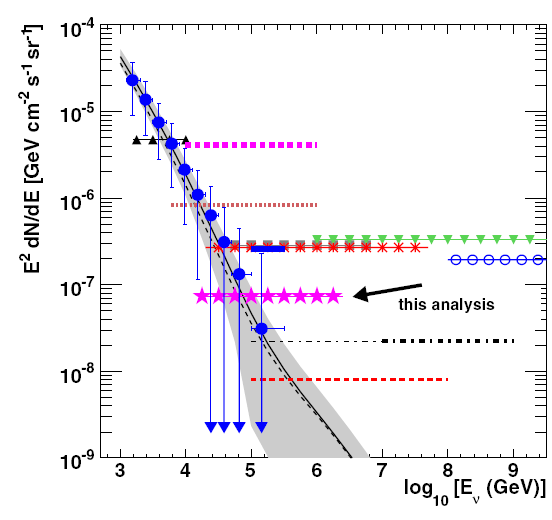 E² dN/dE [GeV cm⁻² s⁻¹ sr⁻¹]
10⁻⁴
10⁻⁵
10⁻⁶
10⁻⁷
this analysis
10⁻⁸
10⁻⁹
3 4 5 6 7 8 9
log₁₀ [Eᵥ (GeV)]